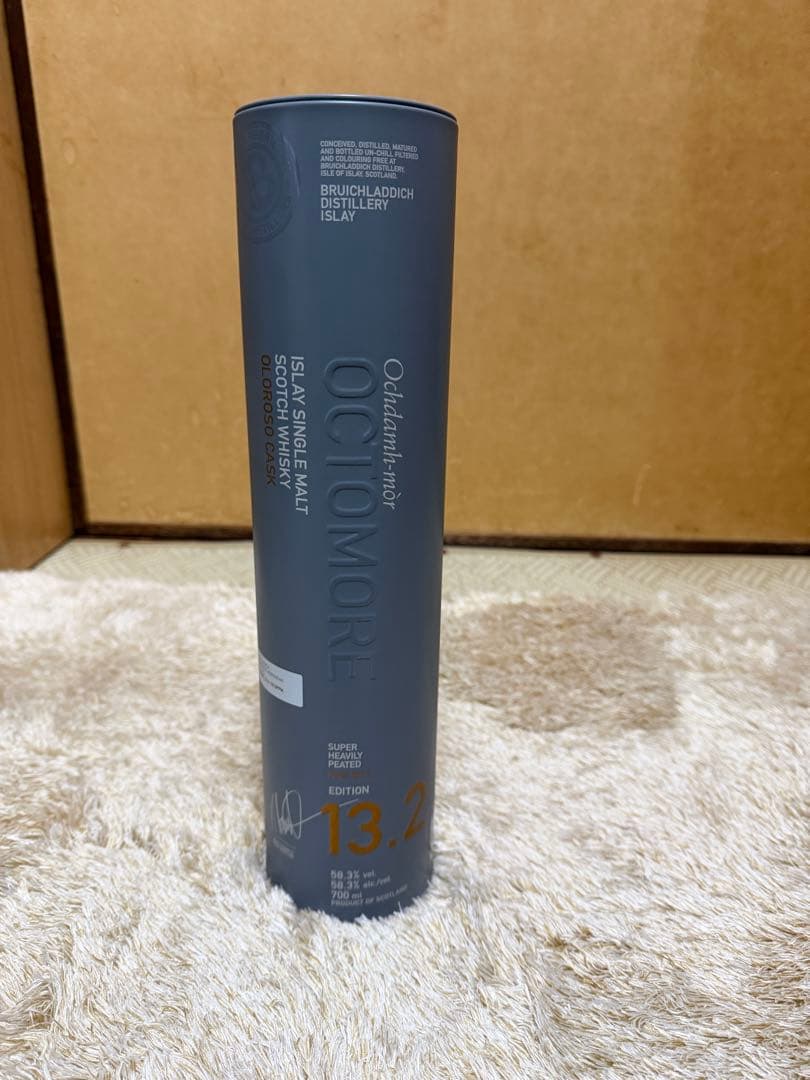 CONCEIVED, DISTILLED, MATURED
AND BOTTLED UN-CHILL FILTERED
AND COLOURING FREE AT
BRUICHLADDICH DISTILLERY,
ISLE OF ISLAY, SCOTLAND.
BRUICHLADDICH
DISTILLERY
ISLAY
Ochdamh-mòr
OCTOMORE
ISLAY SINGLE MALT
SCOTCH WHISKY
OLOROSO CASK
SUPER
HEAVILY
PEATED
EDITION
13.2
58.3% vol.
58.3% alc./vol.
700 ml
PRODUCT OF SCOTLAND